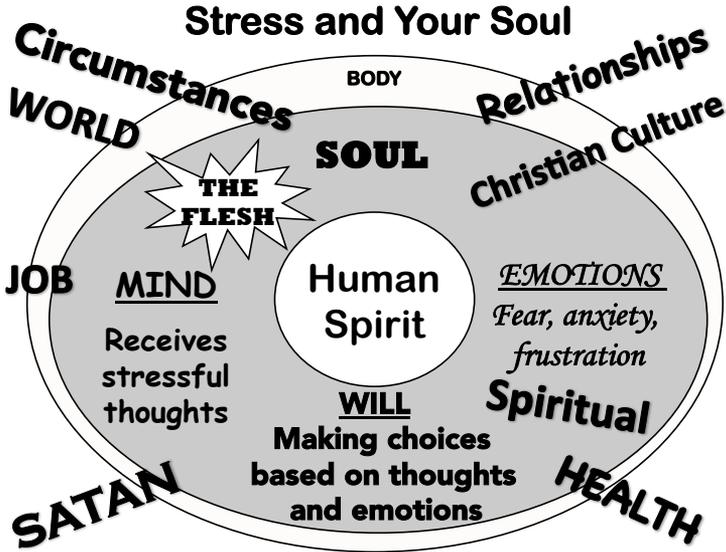 Stress and Your Soul
Circumstances
WORLD
BODY
Relationships
Christian Culture
SOUL
THE
FLESH
JOB
MIND
Receives
stressful
thoughts
Human
Spirit
EMOTIONS
Fear, anxiety,
frustration
Spiritual
WILL
Making choices
based on thoughts
and emotions
SATAN
HEALTH